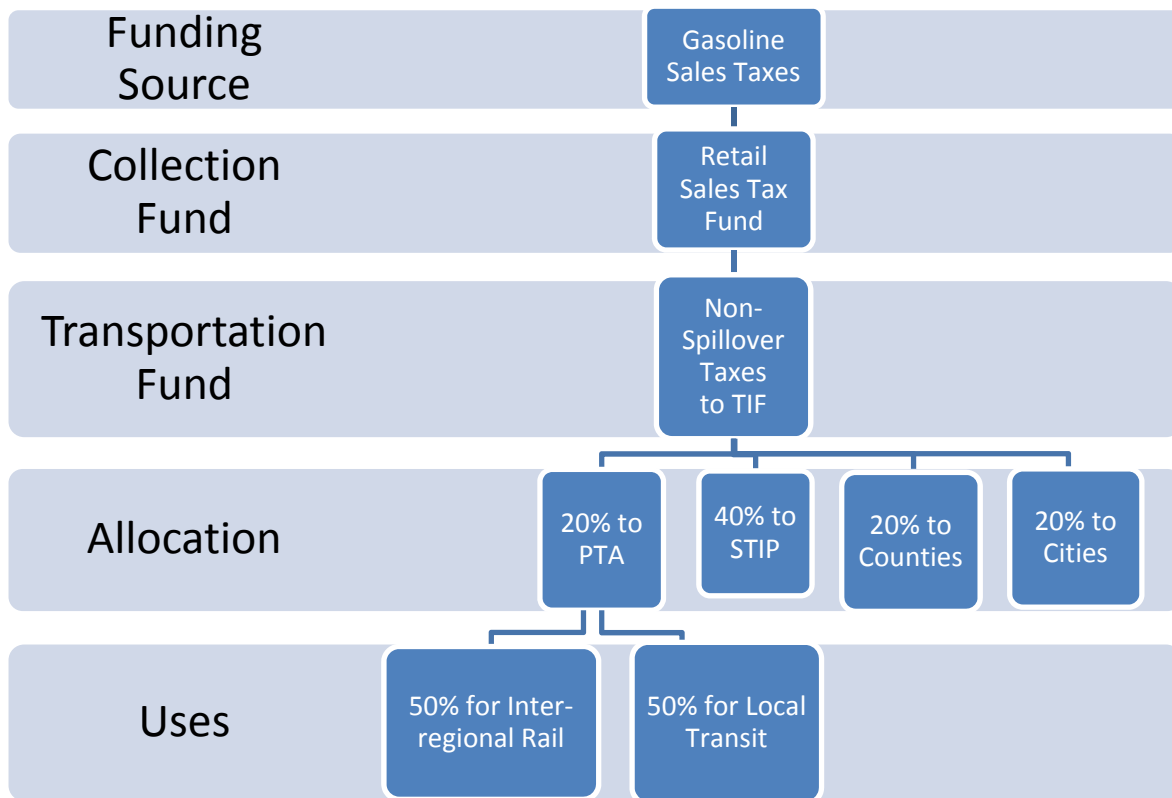 Funding
Source
Gasoline
Sales Taxes
Collection
Fund
Retail
Sales Tax
Fund
Transportation
Fund
Non-
Spillover
Taxes
to TIF
Allocation
20% to
PTA
40% to
STIP
20% to
Counties
20% to
Cities
Uses
50% for Inter-
regional Rail
50% for Local
Transit